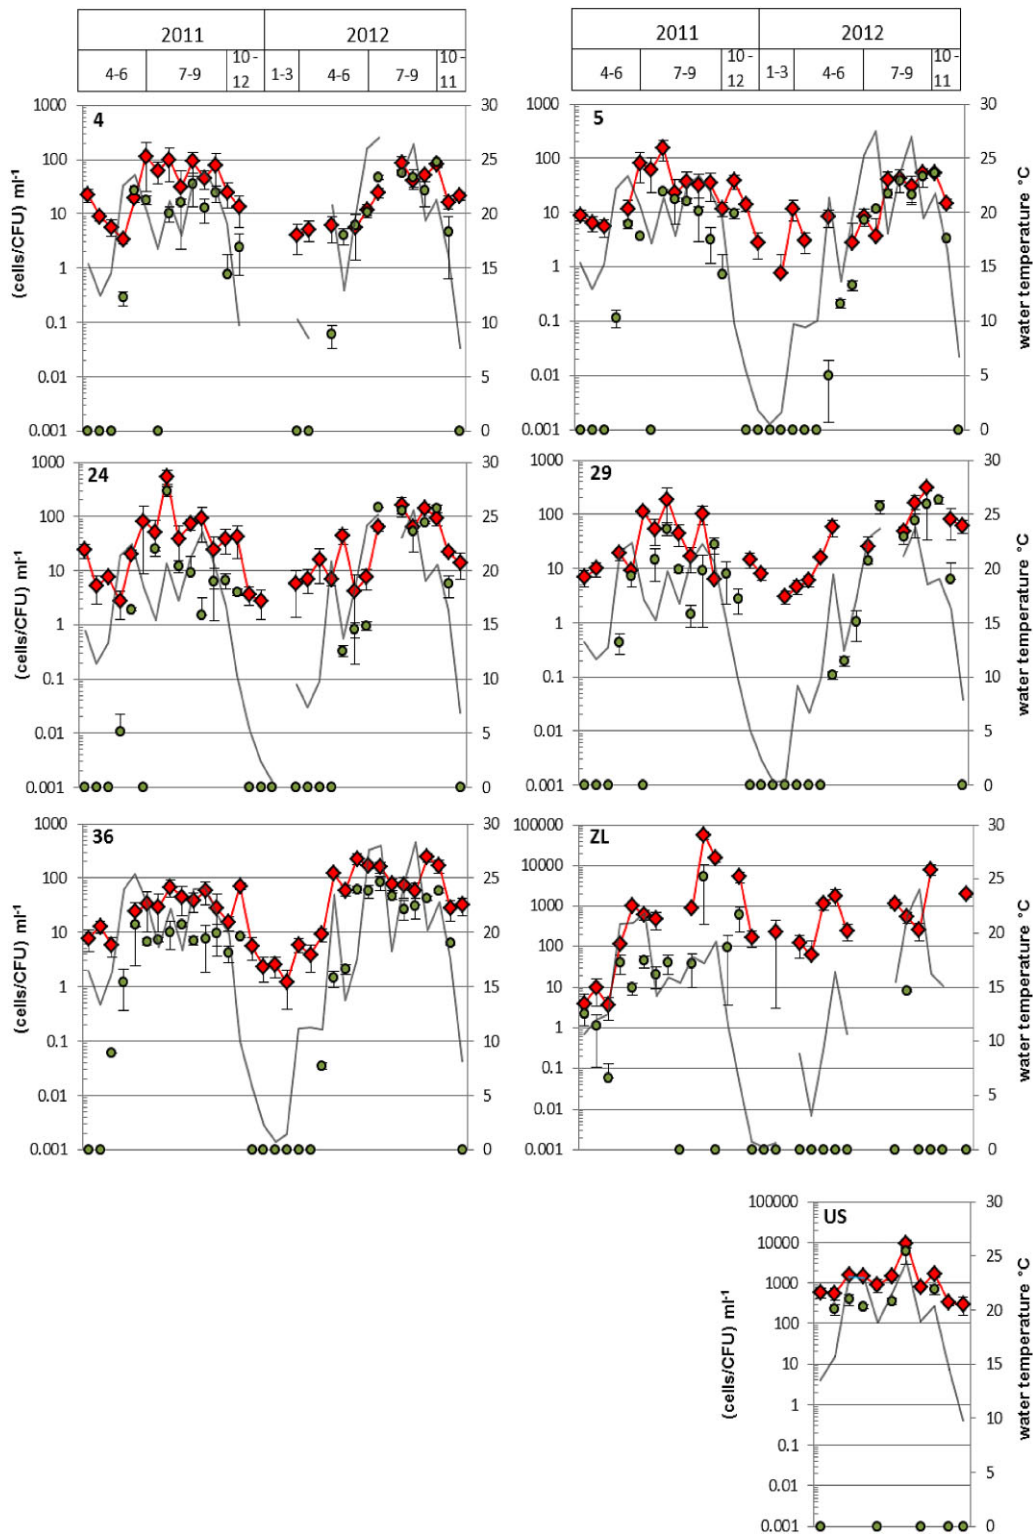 2011 2012 2011 2012
4-6 7-9 10 - 12 1-3 4-6 7-9 10 - 11 4-6 7-9 10 - 12 1-3 4-6 7-9 10 - 11
4
1000 100 10 1 0.1 0.01 0.001
(cells/CFU) ml-1
30 25 20 15 10 5 0
5
1000 100 10 1 0.1 0.01 0.001
30 25 20 15 10 5 0
water temperature °C
24
1000 100 10 1 0.1 0.01 0.001
(cells/CFU) ml-1
30 25 20 15 10 5 0
29
1000 100 10 1 0.1 0.01 0.001
30 25 20 15 10 5 0
water temperature °C
36
1000 100 10 1 0.1 0.01 0.001
(cells/CFU) ml-1
30 25 20 15 10 5 0
ZL
100000 10000 1000 100 10 1 0.1 0.01 0.001
30 25 20 15 10 5 0
water temperature °C
US
100000 10000 1000 100 10 1 0.1 0.01 0.001
(cells/CFU) ml-1
30 25 20 15 10 5 0
water temperature °C